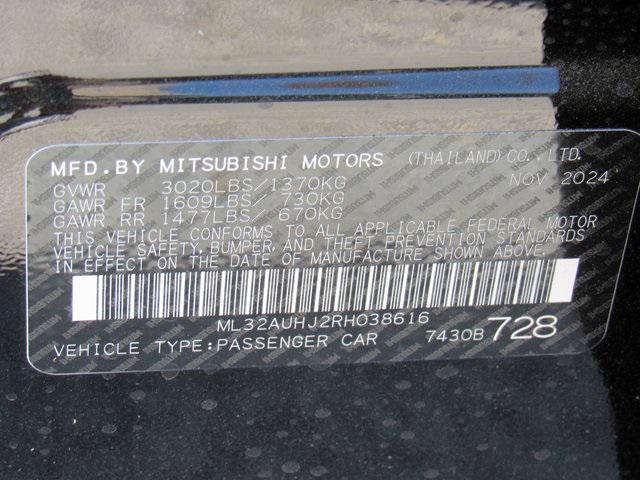 MFD.BY MITSUBISHI MOTORS (THAILAND) CO., LTD.
GVWR 3020LBS/1370KG NOV 2024
GAWR FR 1609LBS/ 730KG
GAWR RR 1477LBS/ 670KG
THIS VEHICLE CONFORMS TO ALL APPLICABLE FEDERAL MOTOR
VEHICLE SAFETY, BUMPER, AND THEFT PREVENTION STANDARDS
IN EFFECT ON THE DATE OF MANUFACTURE SHOWN ABOVE.
ML32AUHJ2RH038616
VEHICLE TYPE:PASSENGER CAR 7430B 728